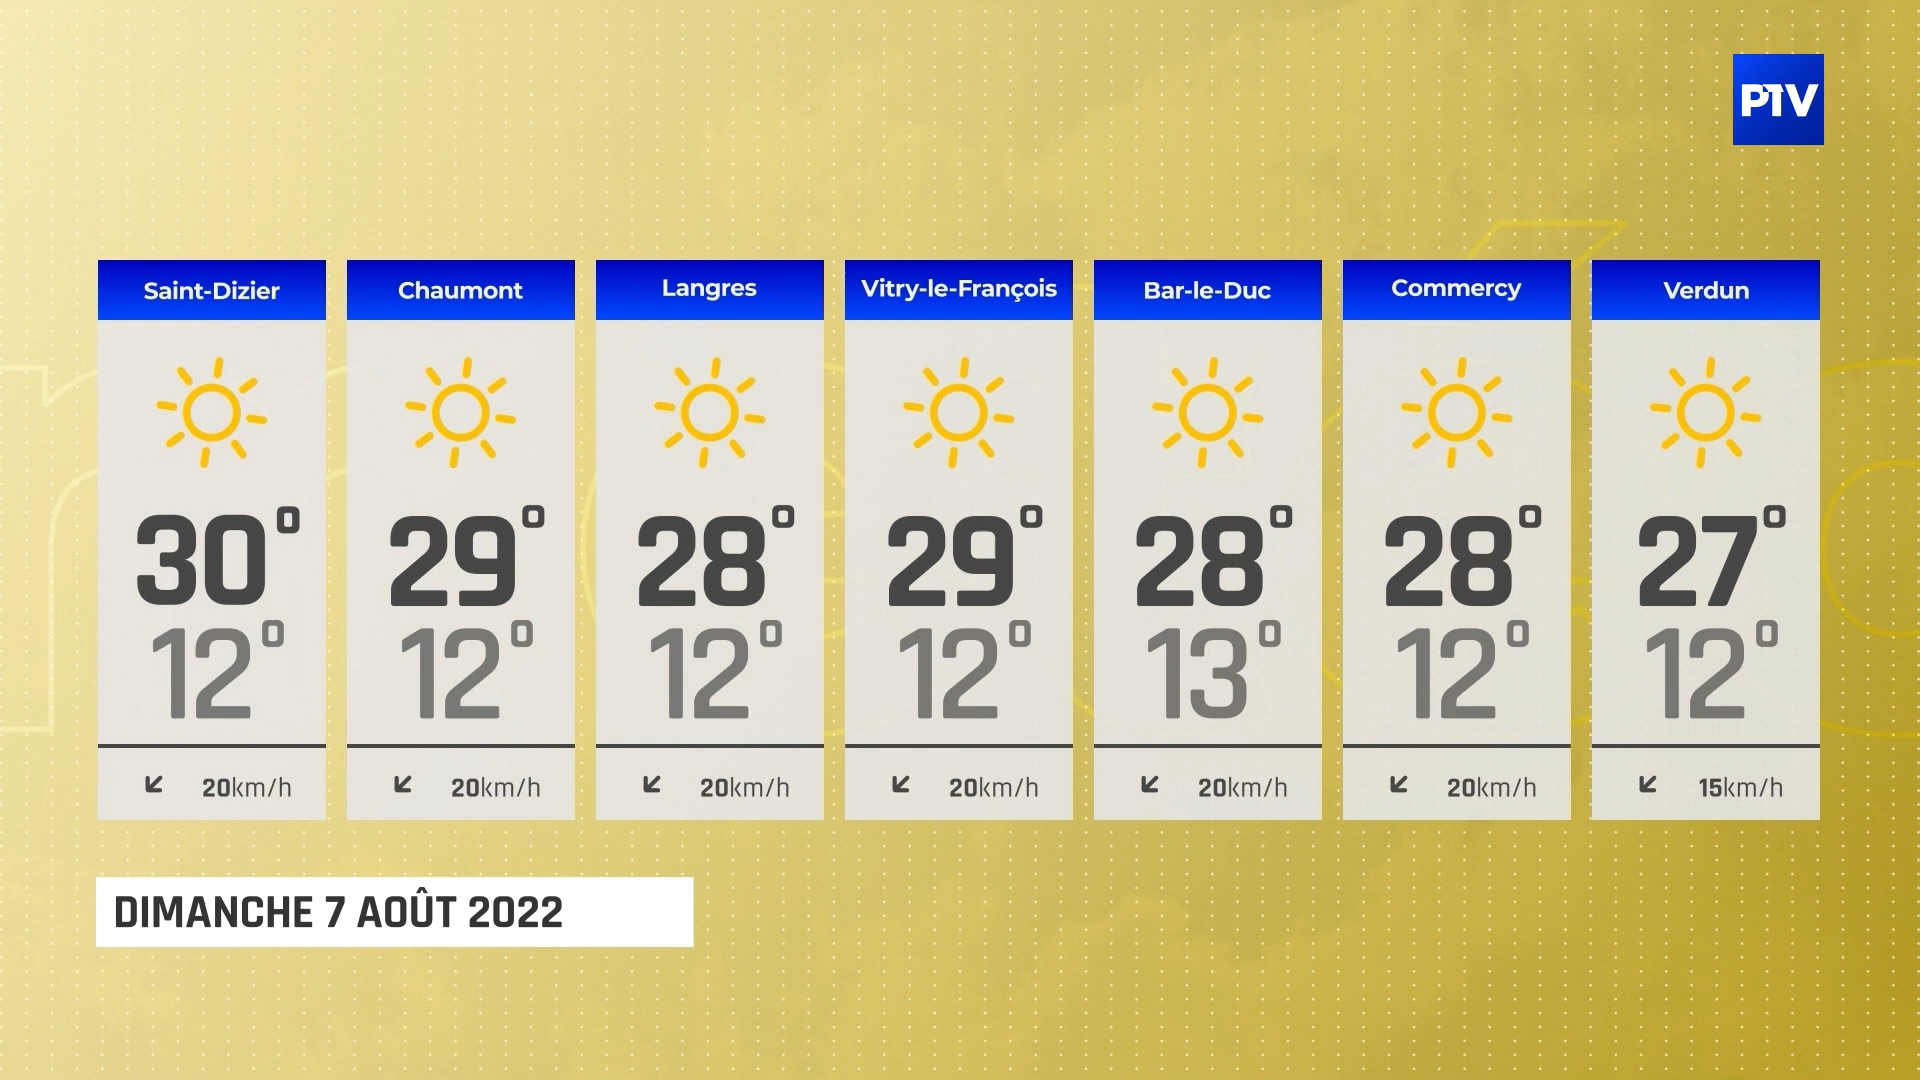 PTV
Saint-Dizier
30°
12°
20km/h
Chaumont
29°
12°
20km/h
Langres
28°
12°
20km/h
Vitry-le-François
29°
12°
20km/h
Bar-le-Duc
28°
13°
20km/h
Commercy
28°
12°
20km/h
Verdun
27°
12°
15km/h
DIMANCHE 7 AOÛT 2022